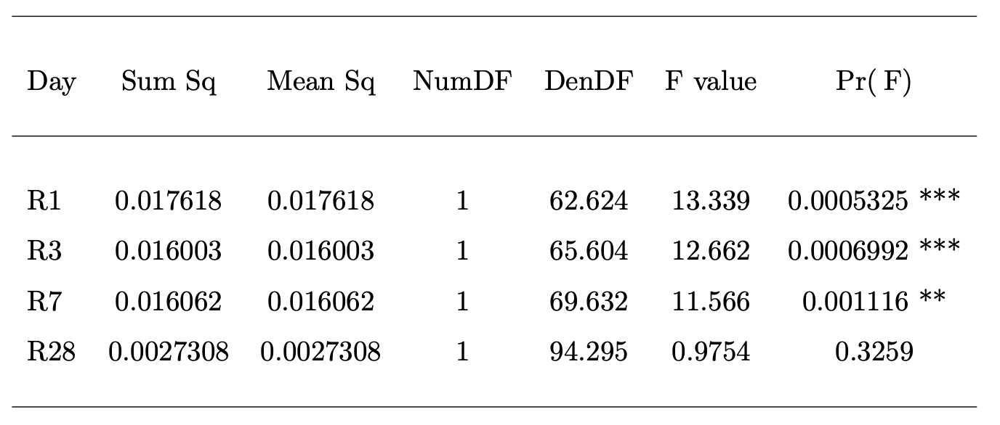 Day Sum Sq Mean Sq NumDF DenDF F value Pr( F)
R1 0.017618 0.017618 1 62.624 13.339 0.0005325 ***
R3 0.016003 0.016003 1 65.604 12.662 0.0006992 ***
R7 0.016062 0.016062 1 69.632 11.566 0.001116 **
R28 0.0027308 0.0027308 1 94.295 0.9754 0.3259